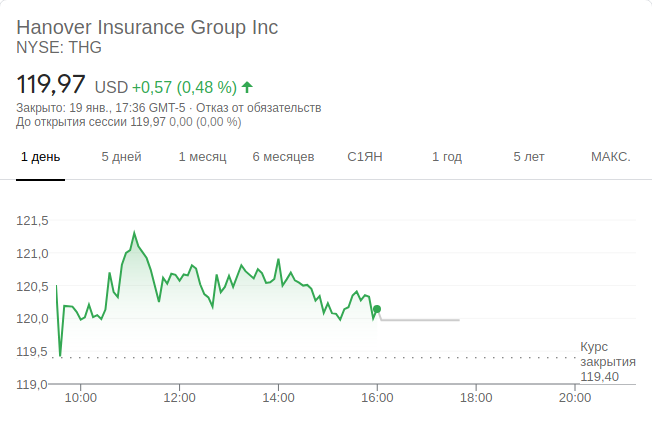 Hanover Insurance Group Inc
NYSE: THG
119,97 USD +0,57 (0,48 %)
Закрыто: 19 янв., 17:36 GMT-5 · Отказ от обязательств
До открытия сессии 119,97 0,00 (0,00 %)
1 день 5 дней 1 месяц 6 месяцев С1ЯН 1 год 5 лет МАКС.
121,5
121,0
120,5
120,0
119,5
119,0
Курс
закрытия
119,40
10:00 12:00 14:00 16:00 18:00 20:00